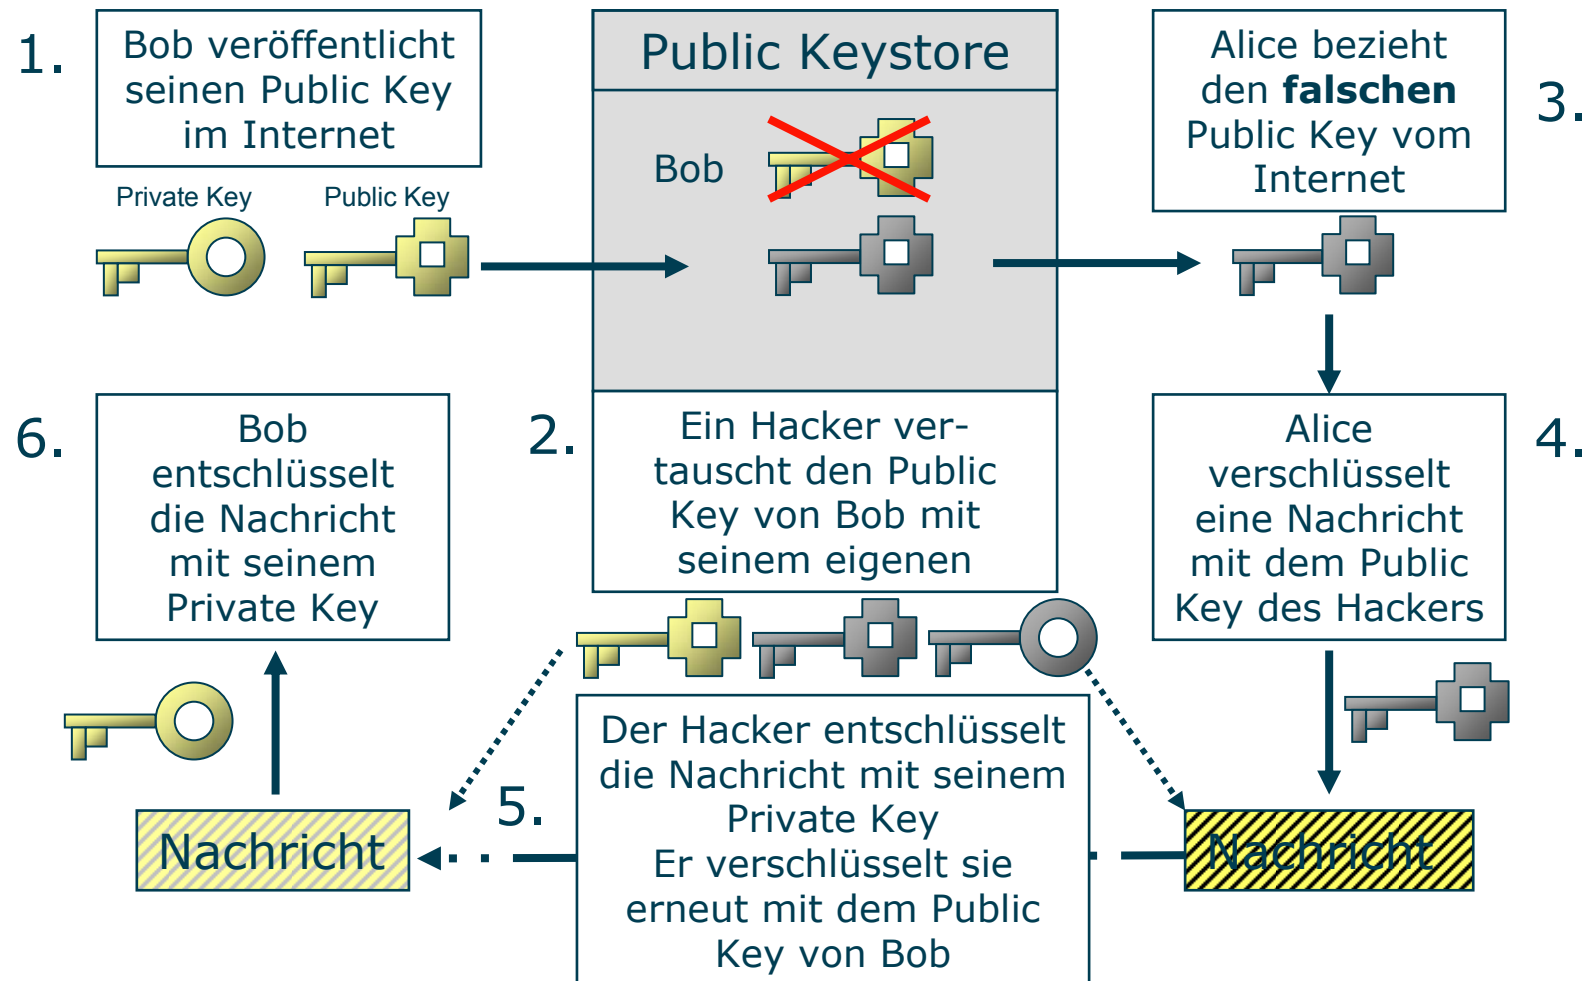 1.
Bob veröffentlicht
seinen Public Key
im Internet
Private Key
Public Key
Public Keystore
Bob
2.
Ein Hacker ver-
tauscht den Public
Key von Bob mit
seinem eigenen
3.
Alice bezieht
den falschen
Public Key vom
Internet
4.
Alice
verschlüsselt
eine Nachricht
mit dem Public
Key des Hackers
Nachricht
5.
Der Hacker entschlüsselt
die Nachricht mit seinem
Private Key
Er verschlüsselt sie
erneut mit dem Public
Key von Bob
Nachricht
6.
Bob
entschlüsselt
die Nachricht
mit seinem
Private Key